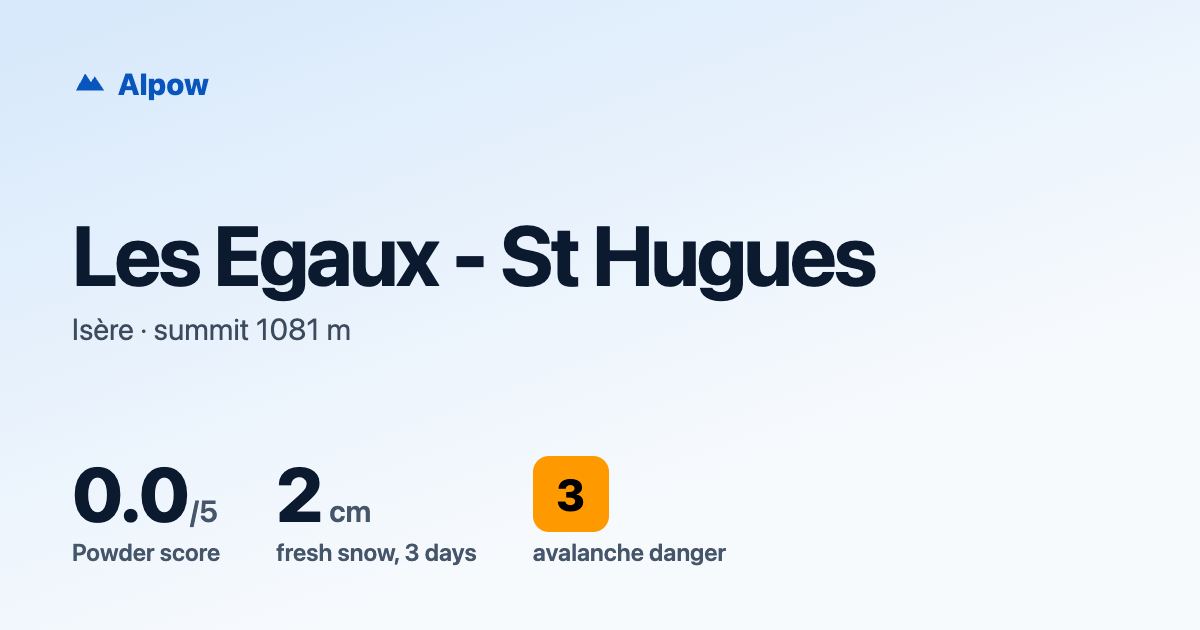 Alpow
Les Egaux - St Hugues
Isère · summit 1081 m
0.0/5
Powder score
2 cm
fresh snow, 3 days
3
avalanche danger